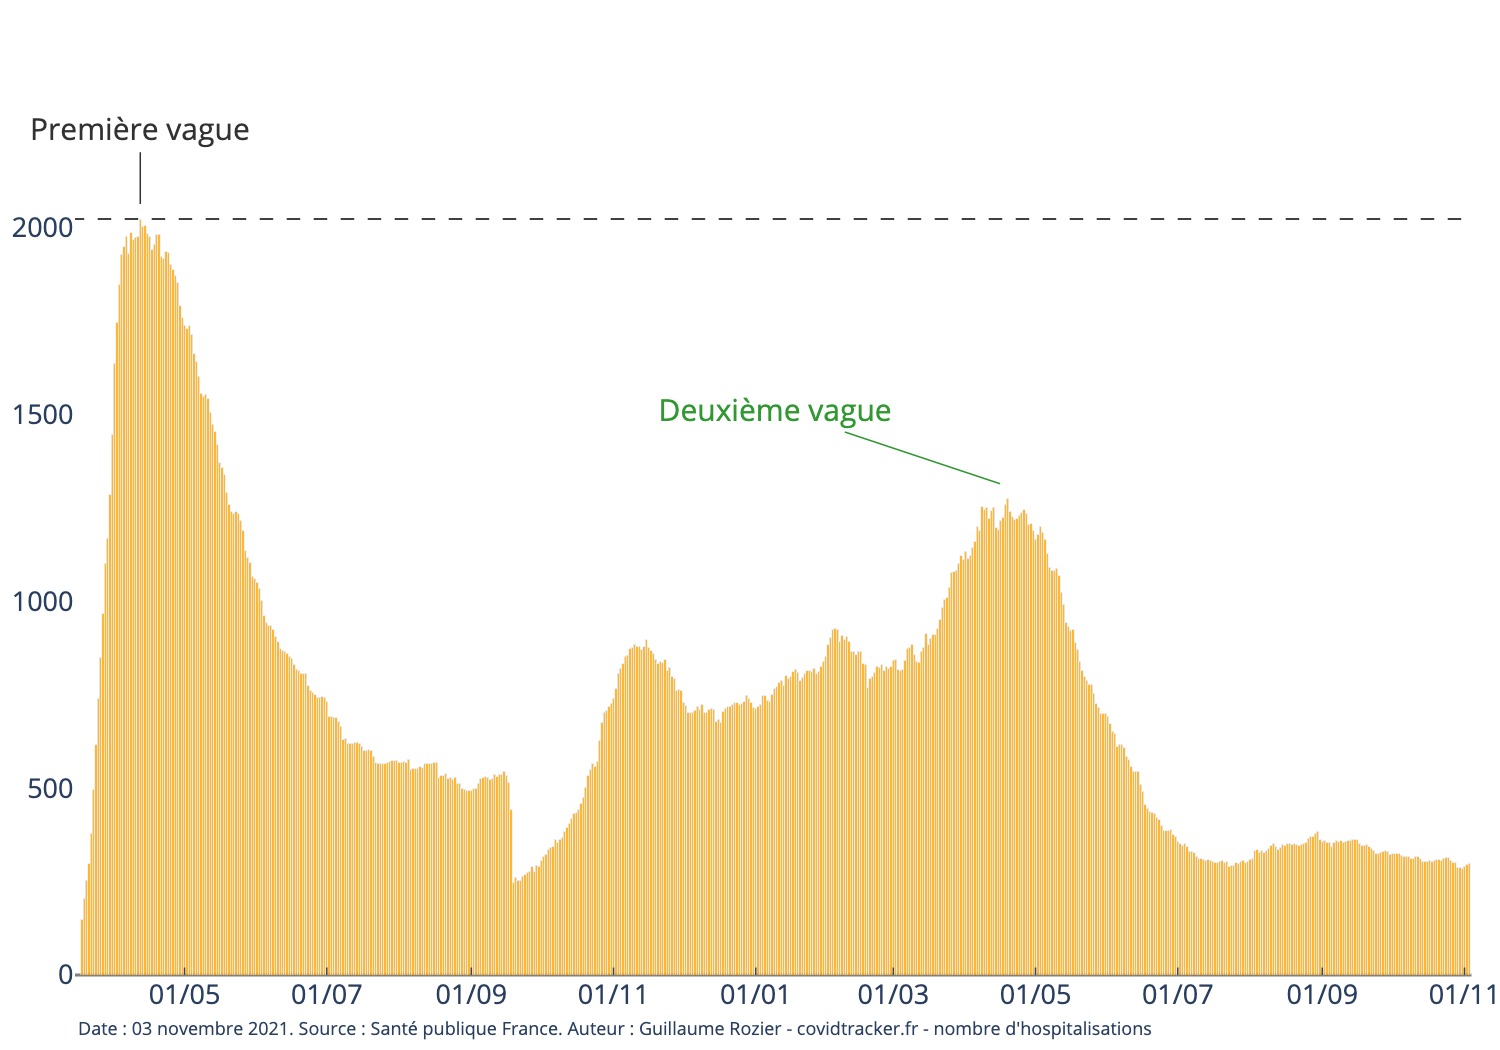 Première vague
2000
1500
Deuxième vague
1000
500
0
01/05 01/07 01/09 01/11 01/01 01/03 01/05 01/07 01/09 01/11
Date : 03 novembre 2021. Source : Santé publique France. Auteur : Guillaume Rozier - covidtracker.fr - nombre d'hospitalisations